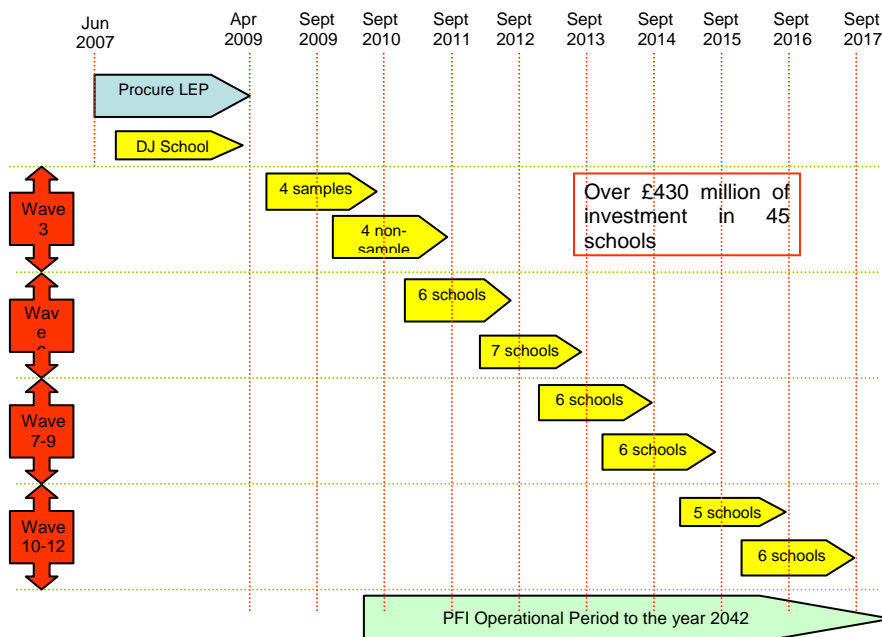 Jun
2007
Apr
2009
Sept
2009
Sept
2010
Sept
2011
Sept
2012
Sept
2013
Sept
2014
Sept
2015
Sept
2016
Sept
2017
Procure LEP
DJ School
Wave
3
4 samples
4 non-
sample
Over £430 million of
investment in 45
schools
Wav
e
6 schools
7 schools
Wave
7-9
6 schools
6 schools
Wave
10-12
5 schools
6 schools
PFI Operational Period to the year 2042